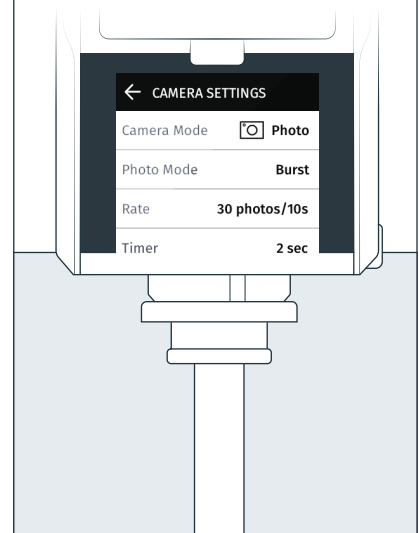 CAMERA SETTINGS
Camera Mode Photo
Photo Mode Burst
Rate 30 photos/10s
Timer 2 sec